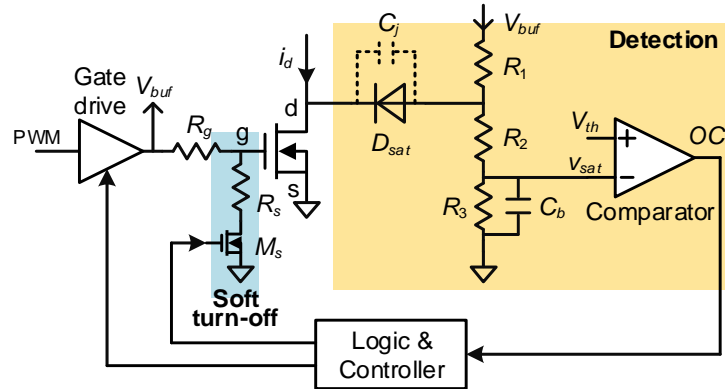 C_j
V_buf
Detection
Gate
drive
V_buf
i_d
R_1
PWM
R_g
g
d
D_sat
R_2
V_th
+
OC
s
v_sat
-
R_s
R_3
C_b
Comparator
M_s
Soft
turn-off
Logic &
Controller